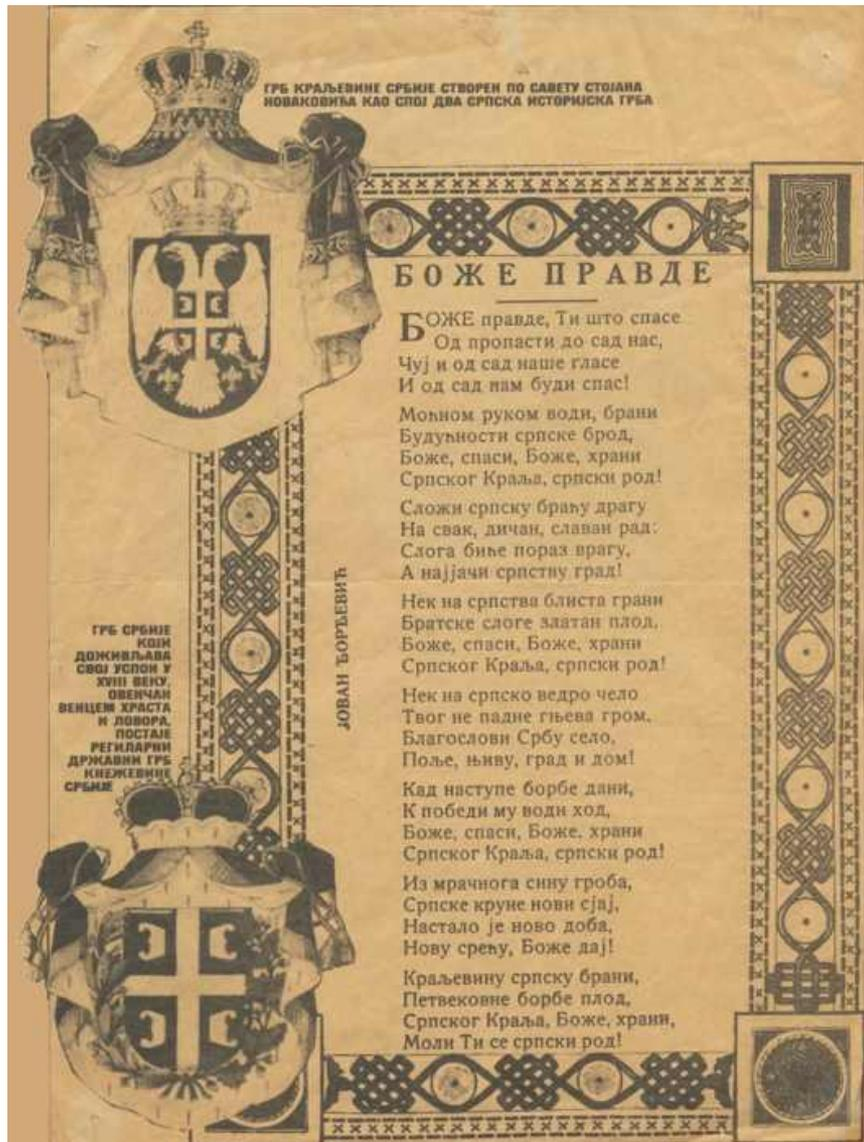 ГРБ КРАЉЕВИНЕ СРБИЈЕ СТВОРЕН ПО САВЕТУ СТОЈАНА
НОВАКОВИЋА КАО СПОЈ ДВА СРПСКА ИСТОРИЈСКА ГРБА
БОЖЕ ПРАВДЕ
БОЖЕ правде, Ти што спасе
Од пропасти до сад нас,
Чуј и од сад наше гласе
И од сад нам буди спас!
Моћном руком води, брани
Будућности српске брод,
Боже, спаси, Боже, храни
Српског Краља, српски род!
Сложи српску браћу драгу
На свак, дичан, славан рад:
Слога биће пораз врагу,
А најјачи српству град!
Нек на српства блиста грани
Братске слоге златан плод,
Боже, спаси, Боже, храни
Српског Краља, српски род!
Нек на српско ведро чело
Твог не падне гњева гром.
Благослови Србу село,
Поље, њиву, град и дом!
Кад наступе борбе дани,
К победи му води ход,
Боже, спаси, Боже, храни
Српског Краља, српски род!
Из мрачнога сину гроба,
Српске круне нови сјај,
Настало је ново доба,
Нову срећу, Боже дај!
Краљевину српску брани,
Петвековне борбе плод,
Српског Краља, Боже, храни,
Моли Ти се српски род!
ЈОВАН ЂОРЂЕВИЋ
ГРБ СРБИЈЕ
КОЈИ
ДОЖИВЉАВА
СВОЈ УСПОН У
XVIII ВЕКУ,
ОВЕНЧАН
ВЕНЦЕМ ХРАСТА
И ЛОВОРА,
ПОСТАЈЕ
РЕГИЛАРНИ
ДРЖАВНИ ГРБ
КНЕЖЕВИНЕ
СРБИЈЕ